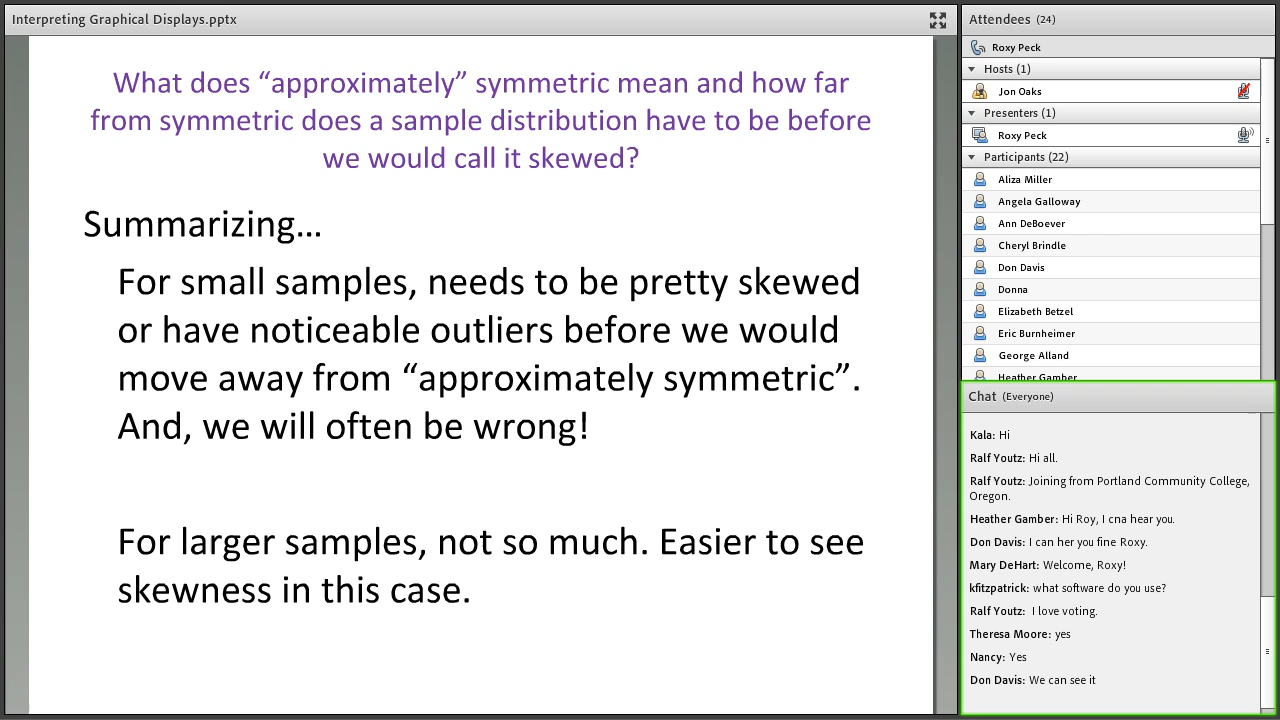 Interpreting Graphical Displays.pptx
What does “approximately” symmetric mean and how far
from symmetric does a sample distribution have to be before
we would call it skewed?
Summarizing…
For small samples, needs to be pretty skewed
or have noticeable outliers before we would
move away from “approximately symmetric”.
And, we will often be wrong!
For larger samples, not so much. Easier to see
skewness in this case.
Attendees (24)
Roxy Peck
Hosts (1)
Jon Oaks
Presenters (1)
Roxy Peck
Participants (22)
Aliza Miller
Angela Galloway
Ann DeBoever
Cheryl Brindle
Don Davis
Donna
Elizabeth Betzel
Eric Burnheimer
George Alland
Heather Gamber
Chat (Everyone)
Kala: Hi
Ralf Youtz: Hi all.
Ralf Youtz: Joining from Portland Community College,
Oregon.
Heather Gamber: Hi Roy, I cna hear you.
Don Davis: I can her you fine Roxy.
Mary DeHart: Welcome, Roxy!
kfitzpatrick: what software do you use?
Ralf Youtz: I love voting.
Theresa Moore: yes
Nancy: Yes
Don Davis: We can see it